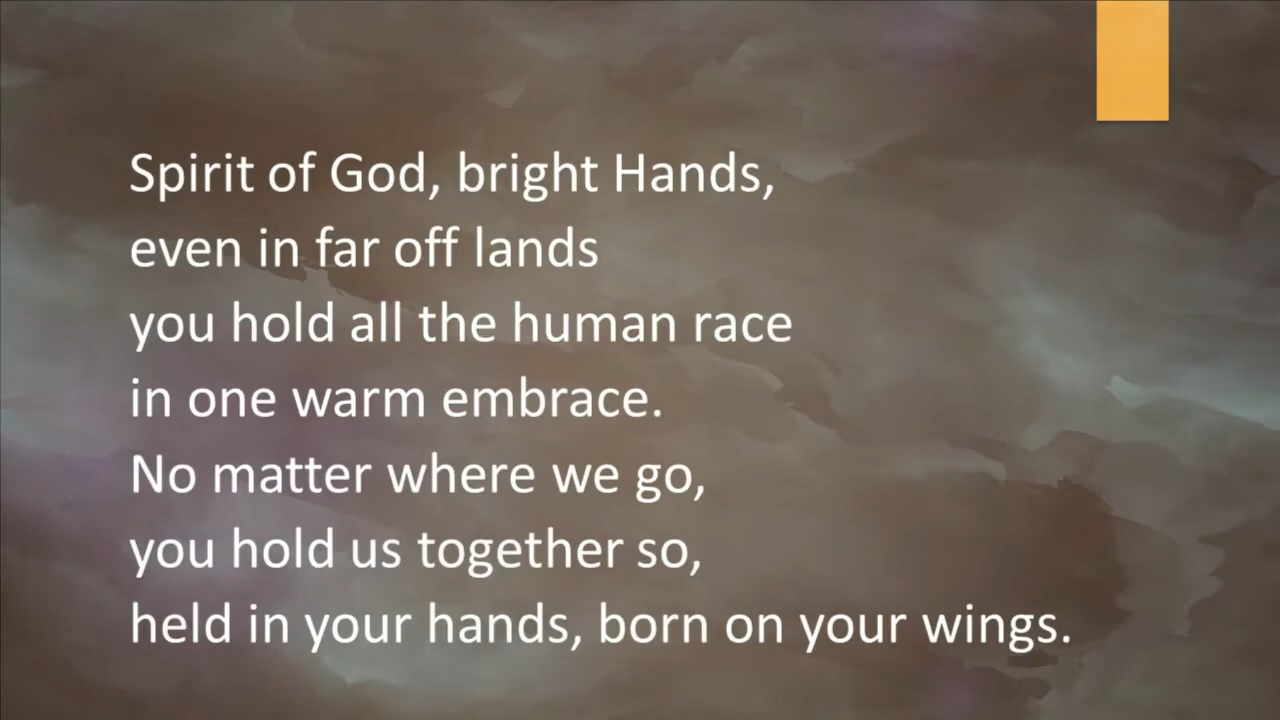 Spirit of God, bright Hands,
even in far off lands
you hold all the human race
in one warm embrace.
No matter where we go,
you hold us together so,
held in your hands, born on your wings.